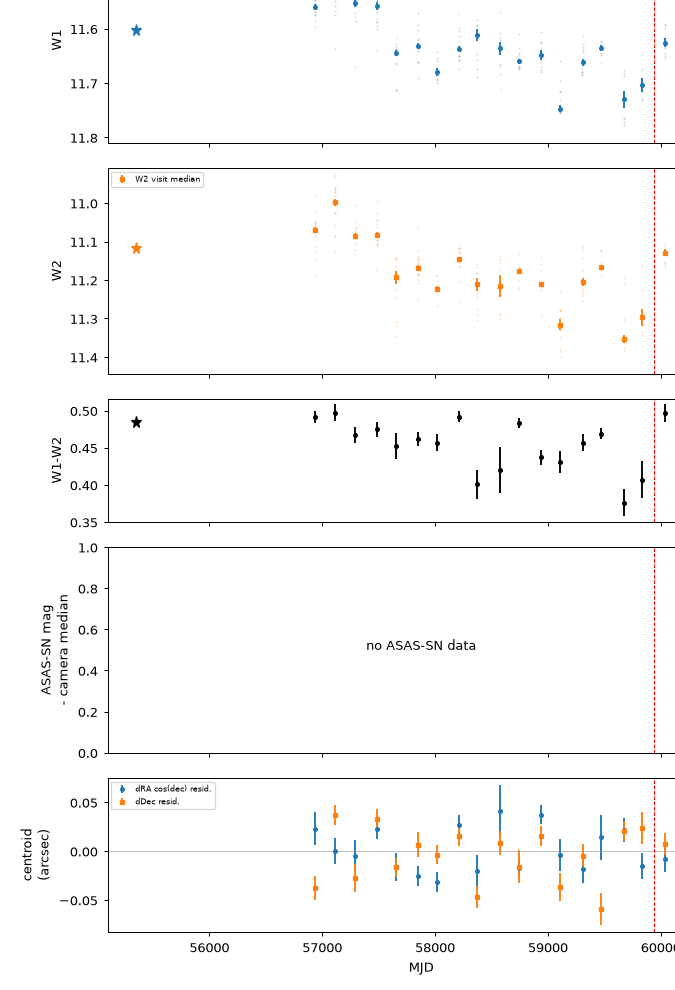 W1
11.6
11.7
11.8
W2 visit median
W2
11.0
11.1
11.2
11.3
11.4
W1-W2
0.50
0.45
0.40
0.35
ASAS-SN mag
- camera median
1.0
0.8
0.6
0.4
0.2
0.0
no ASAS-SN data
dRA cos(dec) resid.
dDec resid.
centroid
(arcsec)
0.05
0.00
−0.05
56000 57000 58000 59000
MJD